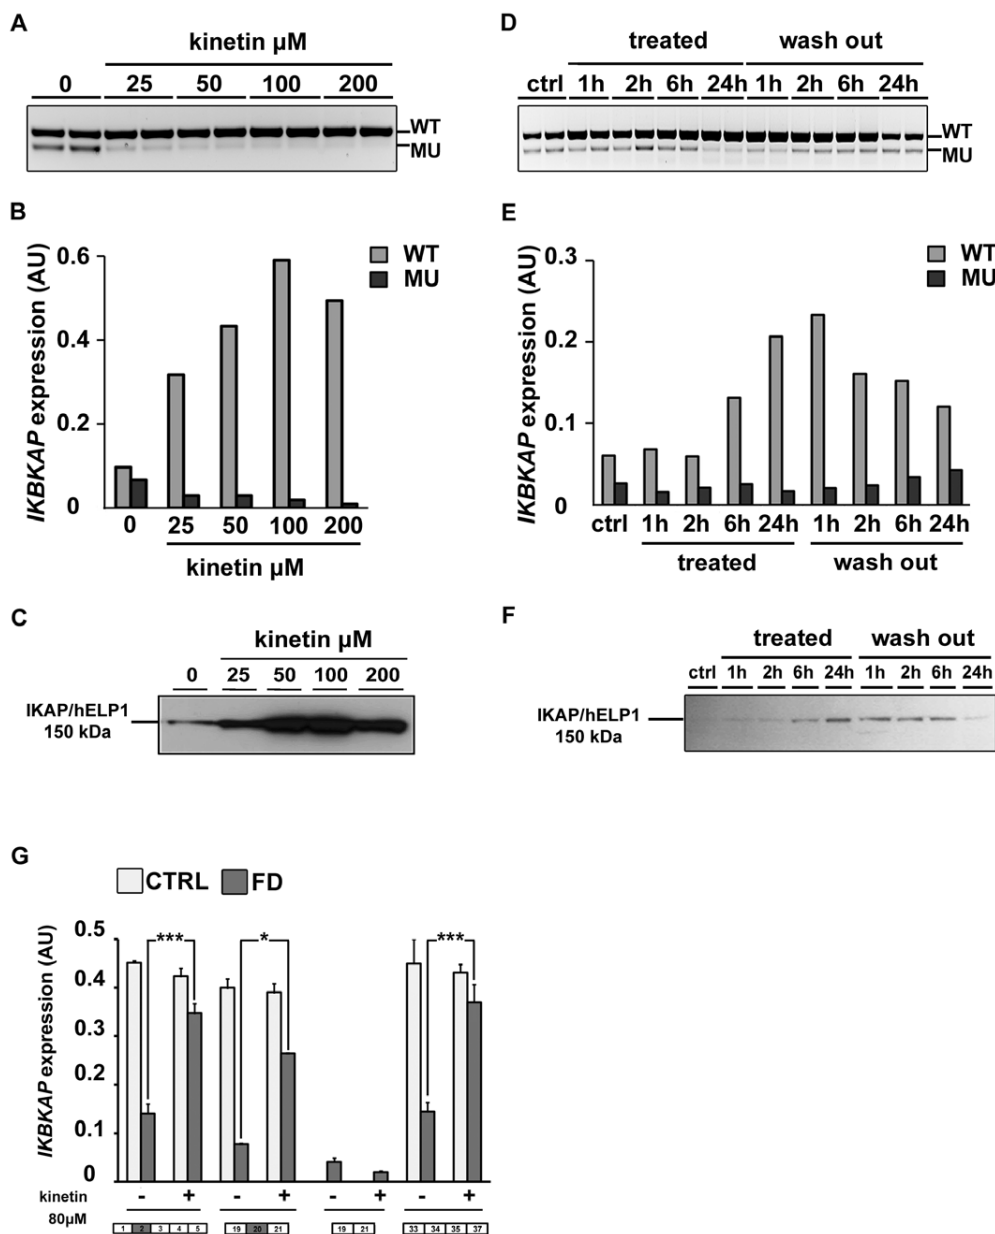 A
kinetin µM
0 25 50 100 200
WT
MU
B
IKBKAP expression (AU)
0.6
0.4
0.2
0
WT
MU
0 25 50 100 200
kinetin µM
C
kinetin µM
0 25 50 100 200
IKAP/hELP1
150 kDa
D
treated wash out
ctrl 1h 2h 6h 24h 1h 2h 6h 24h
WT
MU
E
IKBKAP expression (AU)
0.3
0.2
0.1
0
WT
MU
ctrl 1h 2h 6h 24h 1h 2h 6h 24h
treated wash out
F
treated wash out
ctrl 1h 2h 6h 24h 1h 2h 6h 24h
IKAP/hELP1
150 kDa
G
CTRL FD
IKBKAP expression (AU)
0.5
0.4
0.3
0.2
0.1
0
*** * ***
kinetin - + - + - + - +
80µM
1 2 3 4 5 19 20 21 19 21 33 34 35 37